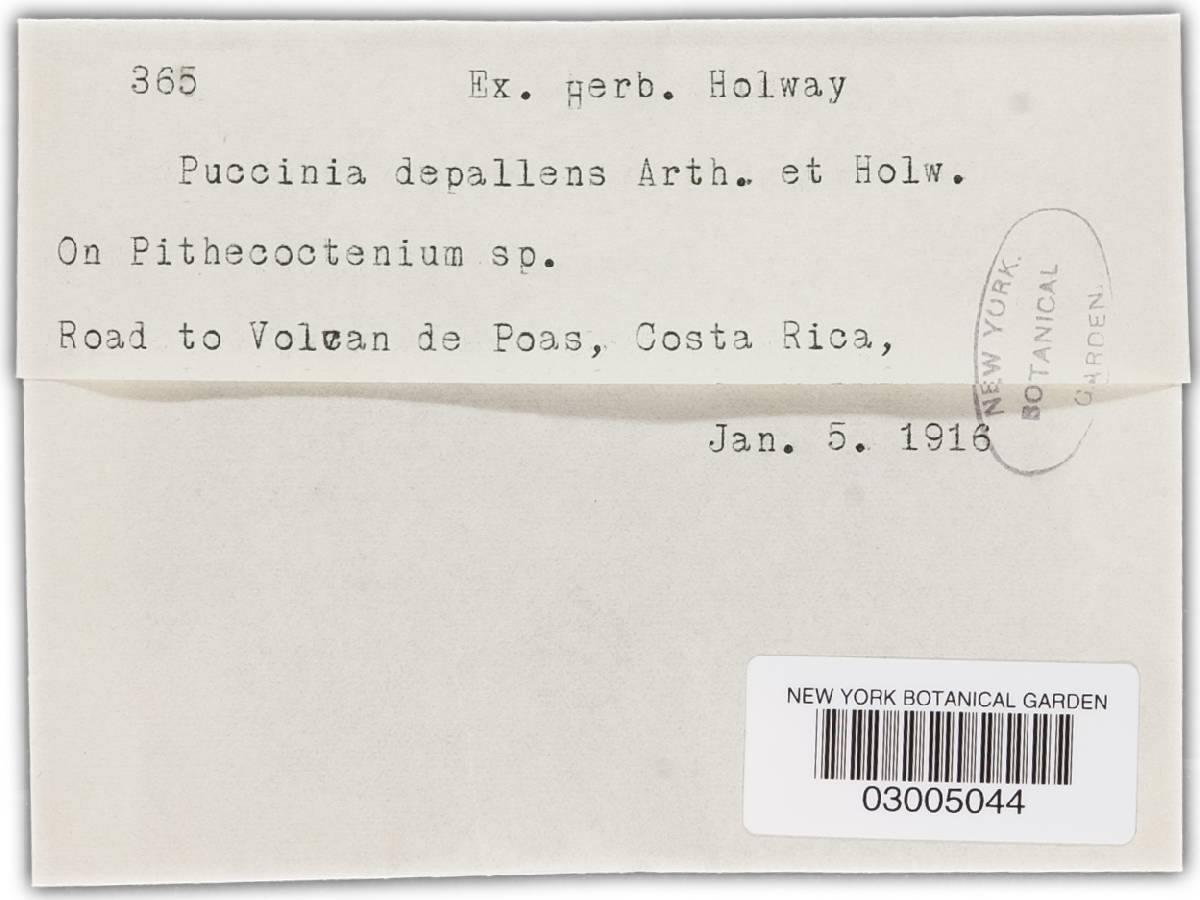 365 Ex. herb. Holway
Puccinia depallens Arth. et Holw.
On Pithecoctenium sp.
Road to Volcan de Poas, Costa Rica,
Jan. 5. 1916
NEW YORK.
BOTANICAL
GARDEN.
NEW YORK BOTANICAL GARDEN
03005044